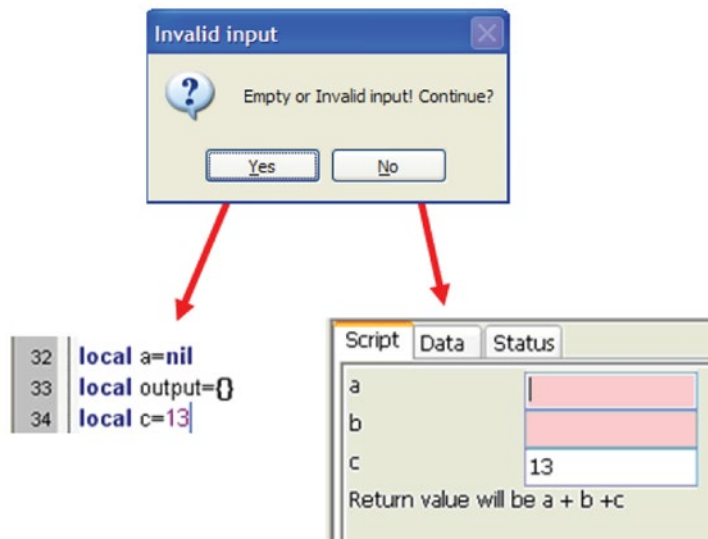 Invalid input
Empty or Invalid input! Continue?
Yes
No
32 local a=nil
33 local output={}
34 local c=13
Script Data Status
a
b
c 13
Return value will be a + b +c